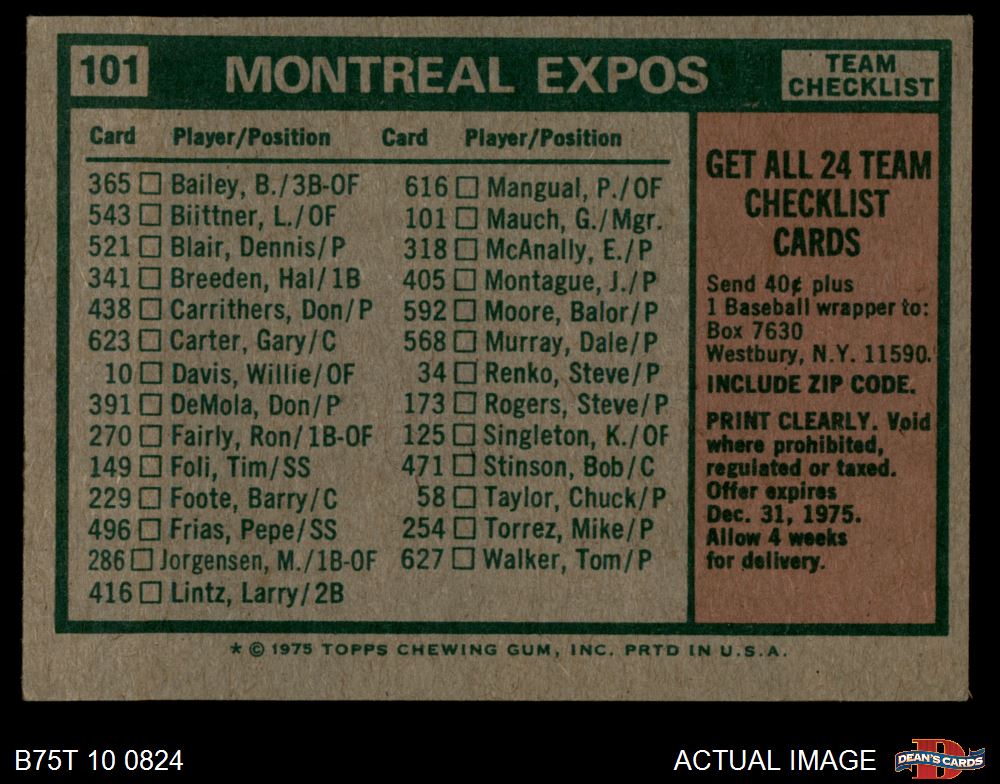 101
MONTREAL EXPOS
TEAM
CHECKLIST
Card Player/Position Card Player/Position
365 Bailey, B./3B-OF
543 Biittner, L./OF
521 Blair, Dennis/P
341 Breeden, Hal/1B
438 Carrithers, Don/P
623 Carter, Gary/C
10 Davis, Willie/OF
391 DeMola, Don/P
270 Fairly, Ron/1B-OF
149 Foli, Tim/SS
229 Foote, Barry/C
496 Frias, Pepe/SS
286 Jorgensen, M./1B-OF
416 Lintz, Larry/2B
616 Mangual, P./OF
101 Mauch, G./Mgr.
318 McAnally, E./P
405 Montague, J./P
592 Moore, Balor/P
568 Murray, Dale/P
34 Renko, Steve/P
173 Rogers, Steve/P
125 Singleton, K./OF
471 Stinson, Bob/C
58 Taylor, Chuck/P
254 Torrez, Mike/P
627 Walker, Tom/P
GET ALL 24 TEAM
CHECKLIST
CARDS
Send 40¢ plus
1 Baseball wrapper to:
Box 7630
Westbury, N.Y. 11590.
INCLUDE ZIP CODE.
PRINT CLEARLY. Void
where prohibited,
regulated or taxed.
Offer expires
Dec. 31, 1975.
Allow 4 weeks
for delivery.
* © 1975 TOPPS CHEWING GUM, INC. PRTD IN U.S.A.
B75T 10 0824
ACTUAL IMAGE
D
DEAN'S CARDS